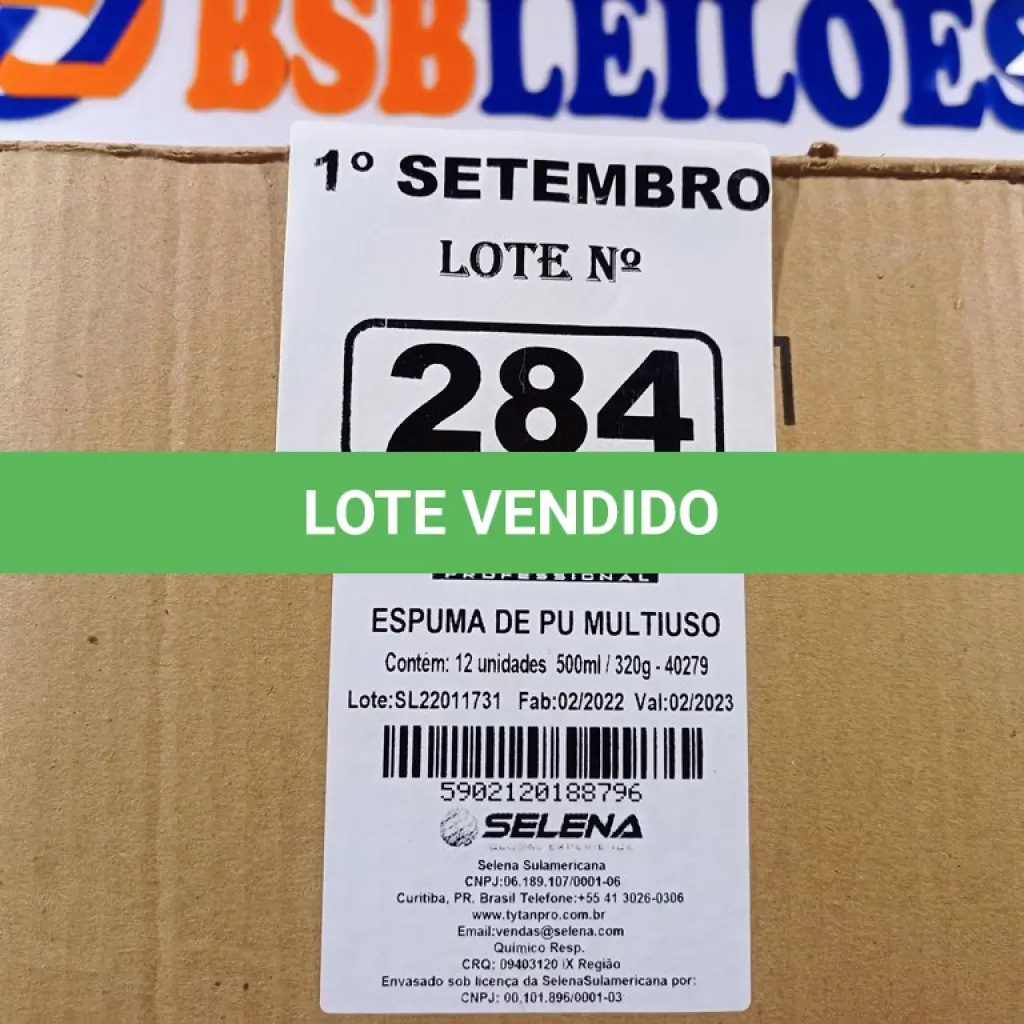 BSBLEILOES
1º SETEMBRO
LOTE Nº
284
LOTE VENDIDO
PROFESSIONAL
ESPUMA DE PU MULTIUSO
Contém: 12 unidades 500ml / 320g - 40279
Lote:SL22011731 Fab:02/2022 Val:02/2023
5902120188796
SELENA
GLOBAL EXPERIENCE
Selena Sulamericana
CNPJ:06.189.107/0001-06
Curitiba, PR. Brasil Telefone:+55 41 3026-0306
www.tytanpro.com.br
Email:vendas@selena.com
Químico Resp.
CRQ: 09403120 IX Região
Envasado sob licença da SelenaSulamericana por:
CNPJ: 00.101.896/0001-03